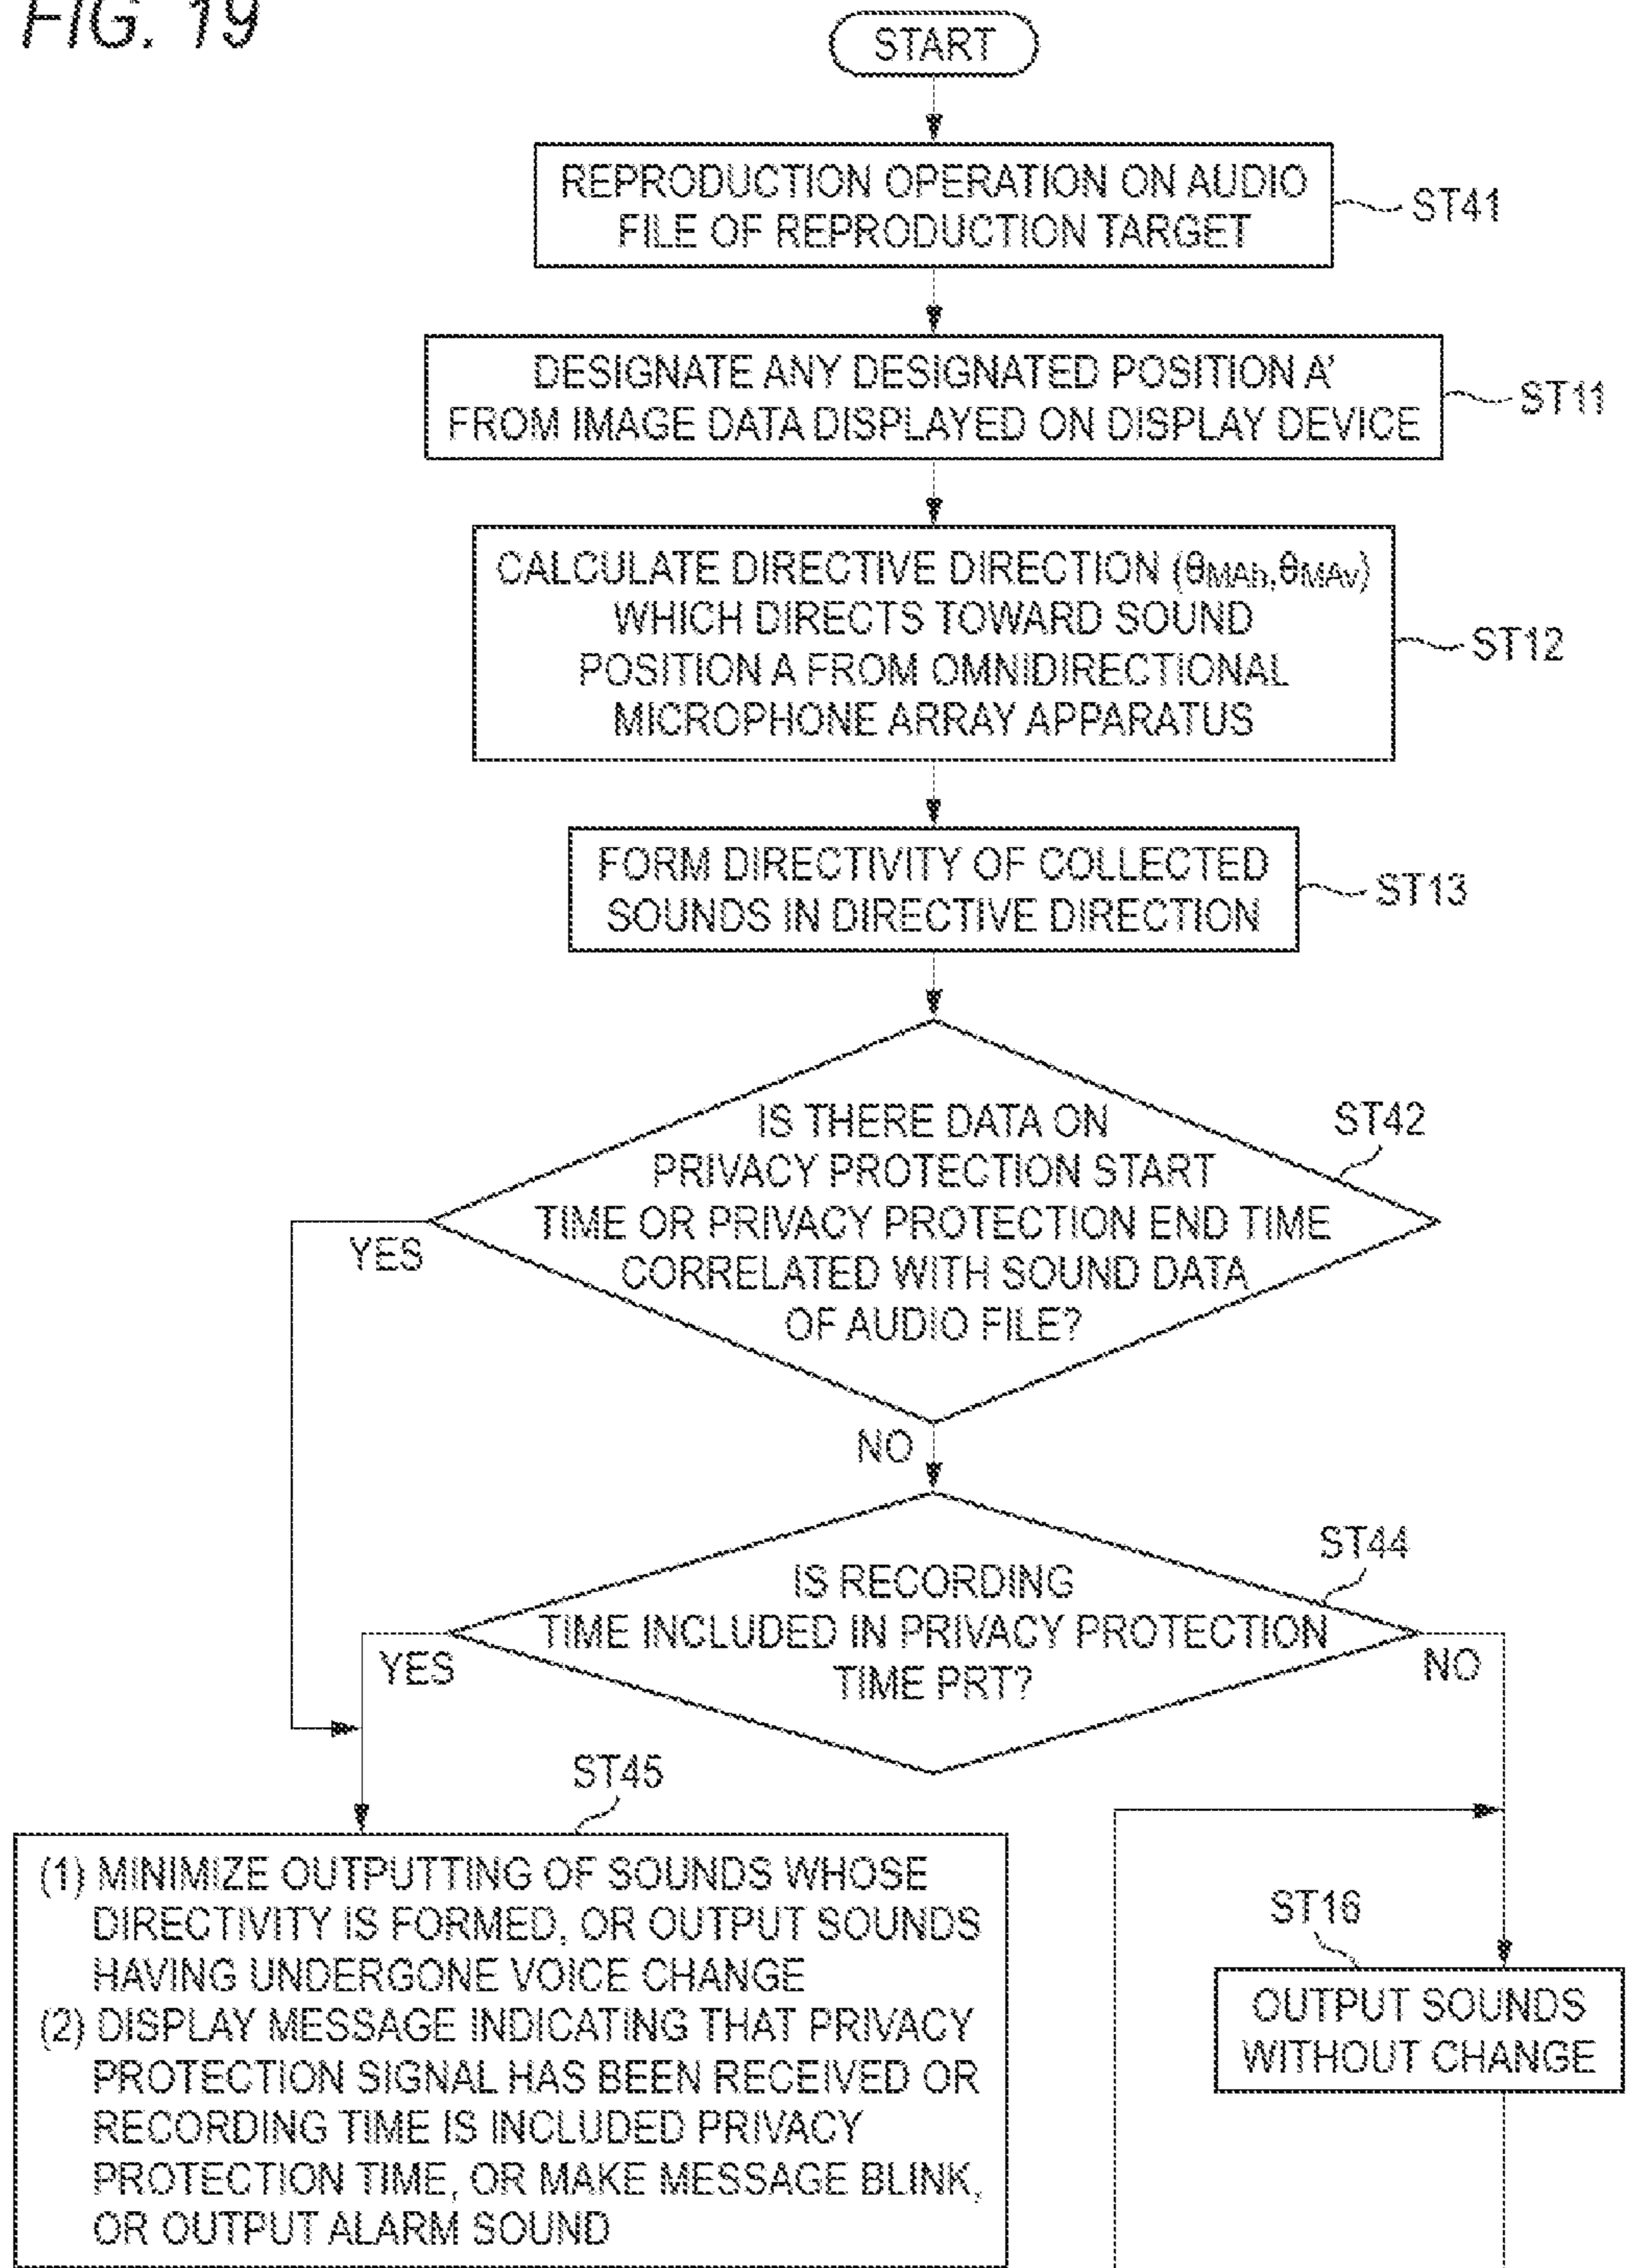 FIG. 19
START
REPRODUCTION OPERATION ON AUDIO
FILE OF REPRODUCTION TARGET
ST41
DESIGNATE ANY DESIGNATED POSITION A'
FROM IMAGE DATA DISPLAYED ON DISPLAY DEVICE
ST11
CALCULATE DIRECTIVE DIRECTION (θMAh,θMAv)
WHICH DIRECTS TOWARD SOUND
POSITION A FROM OMNIDIRECTIONAL
MICROPHONE ARRAY APPARATUS
ST12
FORM DIRECTIVITY OF COLLECTED
SOUNDS IN DIRECTIVE DIRECTION
ST13
IS THERE DATA ON
PRIVACY PROTECTION START
TIME OR PRIVACY PROTECTION END TIME
CORRELATED WITH SOUND DATA
OF AUDIO FILE?
ST42
YES
NO
IS RECORDING
TIME INCLUDED IN PRIVACY PROTECTION
TIME PRT?
ST44
YES
NO
ST45
(1) MINIMIZE OUTPUTTING OF SOUNDS WHOSE
DIRECTIVITY IS FORMED, OR OUTPUT SOUNDS
HAVING UNDERGONE VOICE CHANGE
(2) DISPLAY MESSAGE INDICATING THAT PRIVACY
PROTECTION SIGNAL HAS BEEN RECEIVED OR
RECORDING TIME IS INCLUDED PRIVACY
PROTECTION TIME, OR MAKE MESSAGE BLINK,
OR OUTPUT ALARM SOUND
ST16
OUTPUT SOUNDS
WITHOUT CHANGE